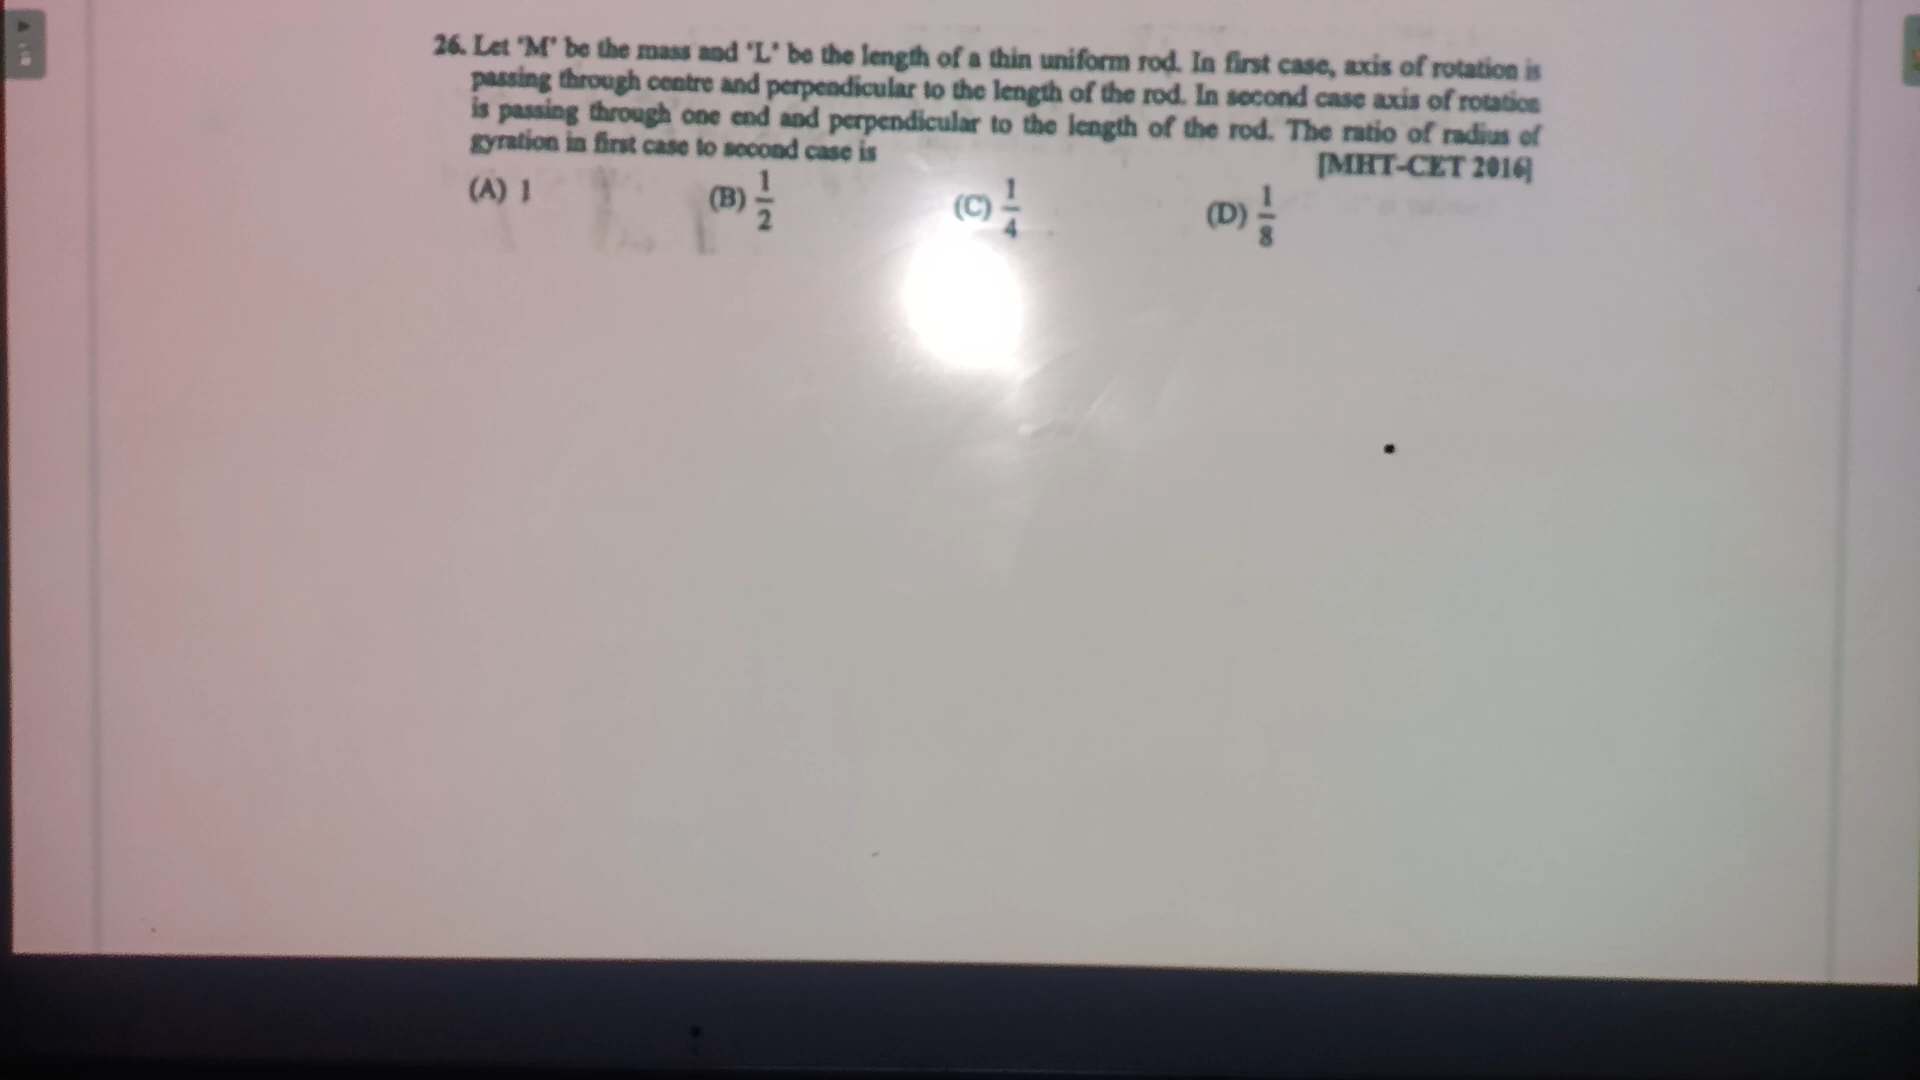 26. Let 'M' be the mass and 'L' be the length of a thin uniform rod. In first case, axis of rotation is
passing through centre and perpendicular to the length of the rod. In second case axis of rotation
is passing through one end and perpendicular to the length of the rod. The ratio of radius of
gyration in first case to second case is
[MHT-CET 2016]
(A) 1 (B) 1/2 (C) 1/4 (D) 1/8